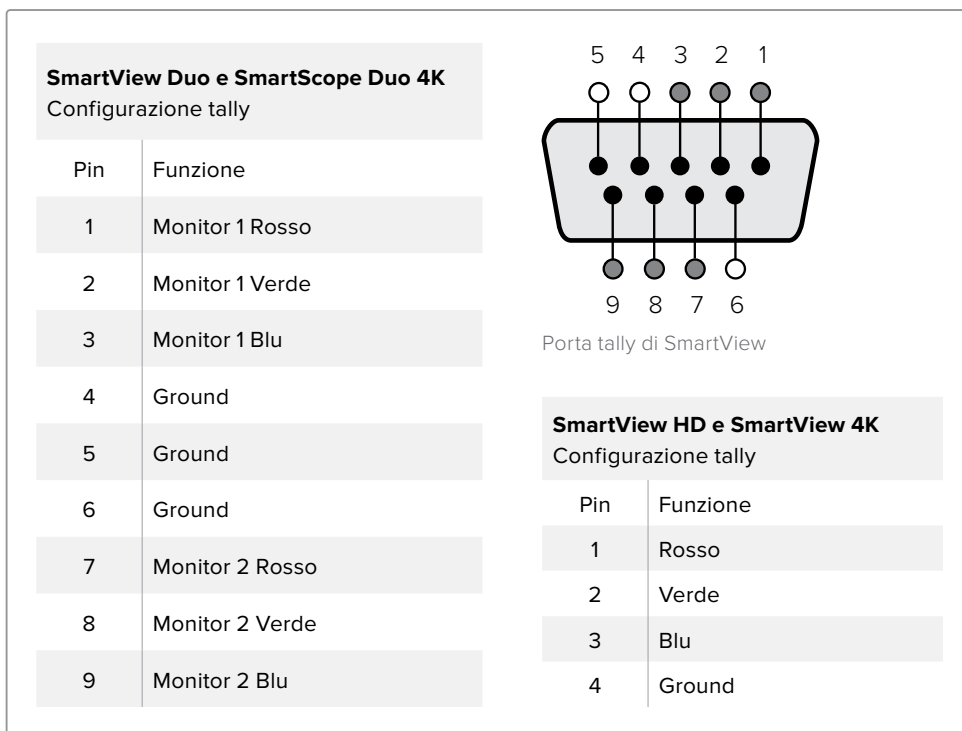 SmartView Duo e SmartScope Duo 4K
Configurazione tally
Pin Funzione
1 Monitor 1 Rosso
2 Monitor 1 Verde
3 Monitor 1 Blu
4 Ground
5 Ground
6 Ground
7 Monitor 2 Rosso
8 Monitor 2 Verde
9 Monitor 2 Blu
5 4 3 2 1
9 8 7 6
Porta tally di SmartView
SmartView HD e SmartView 4K
Configurazione tally
Pin Funzione
1 Rosso
2 Verde
3 Blu
4 Ground